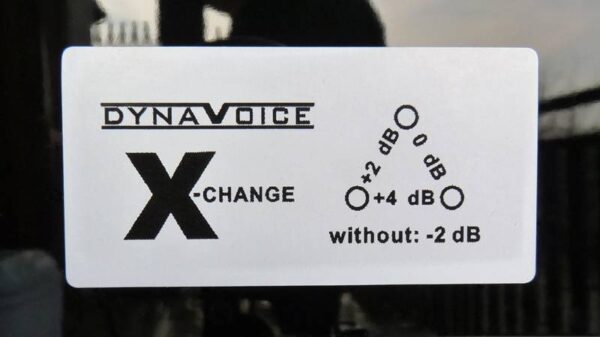 DYNAVOICE
X-CHANGE
+2 dB
0 dB
+4 dB
without: -2 dB